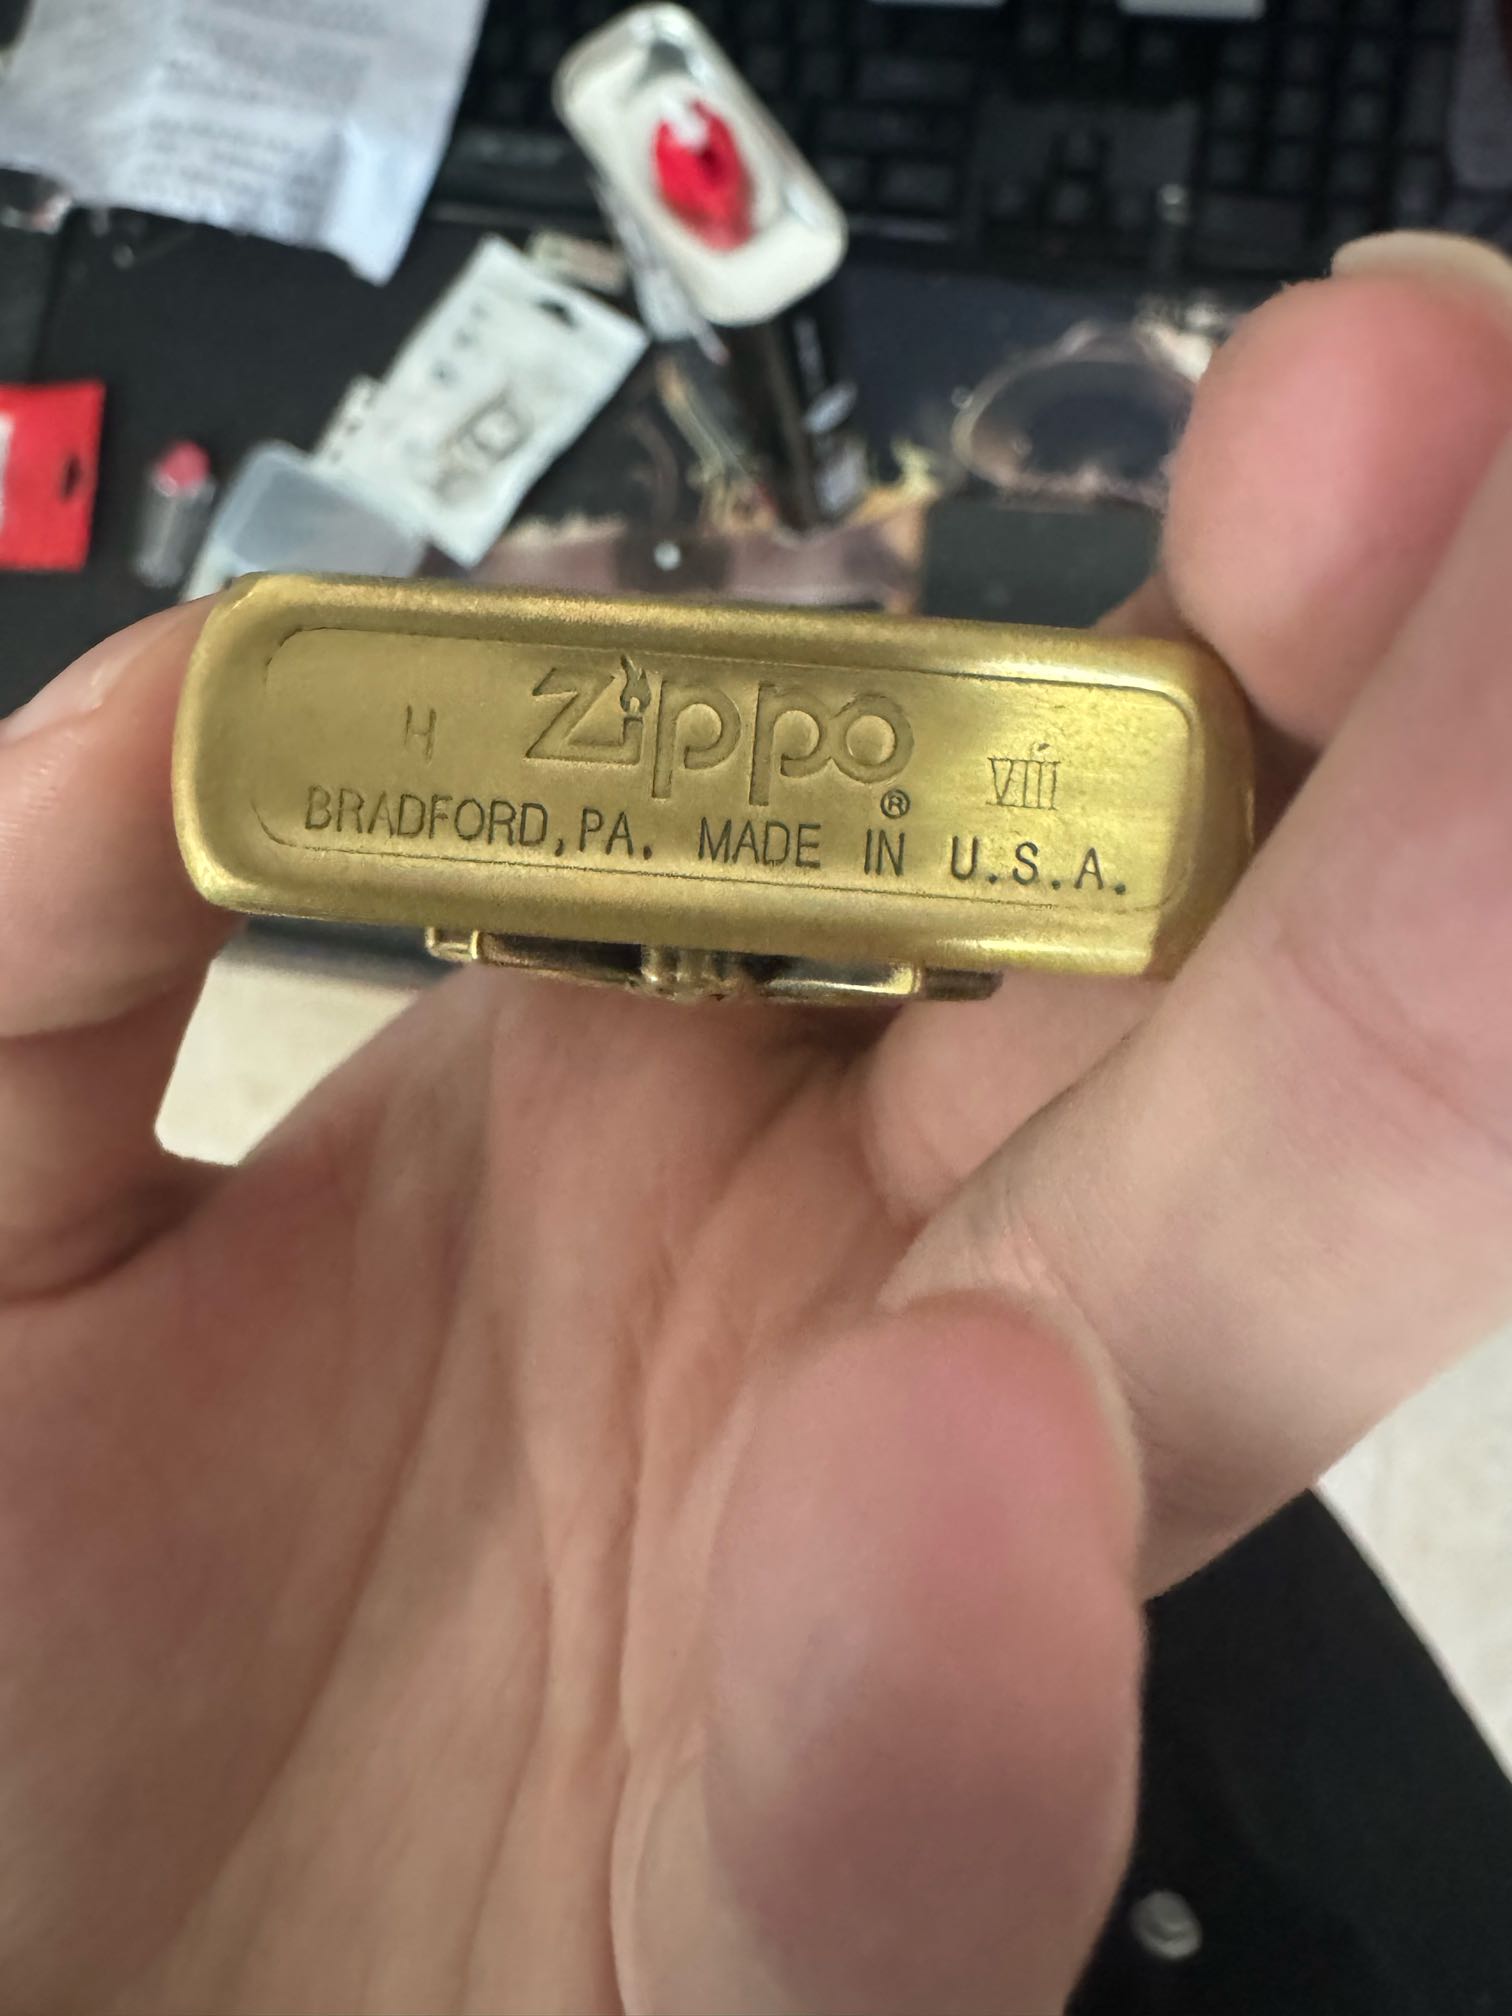 H Zippo ® VIII
BRADFORD, PA. MADE IN U.S.A.